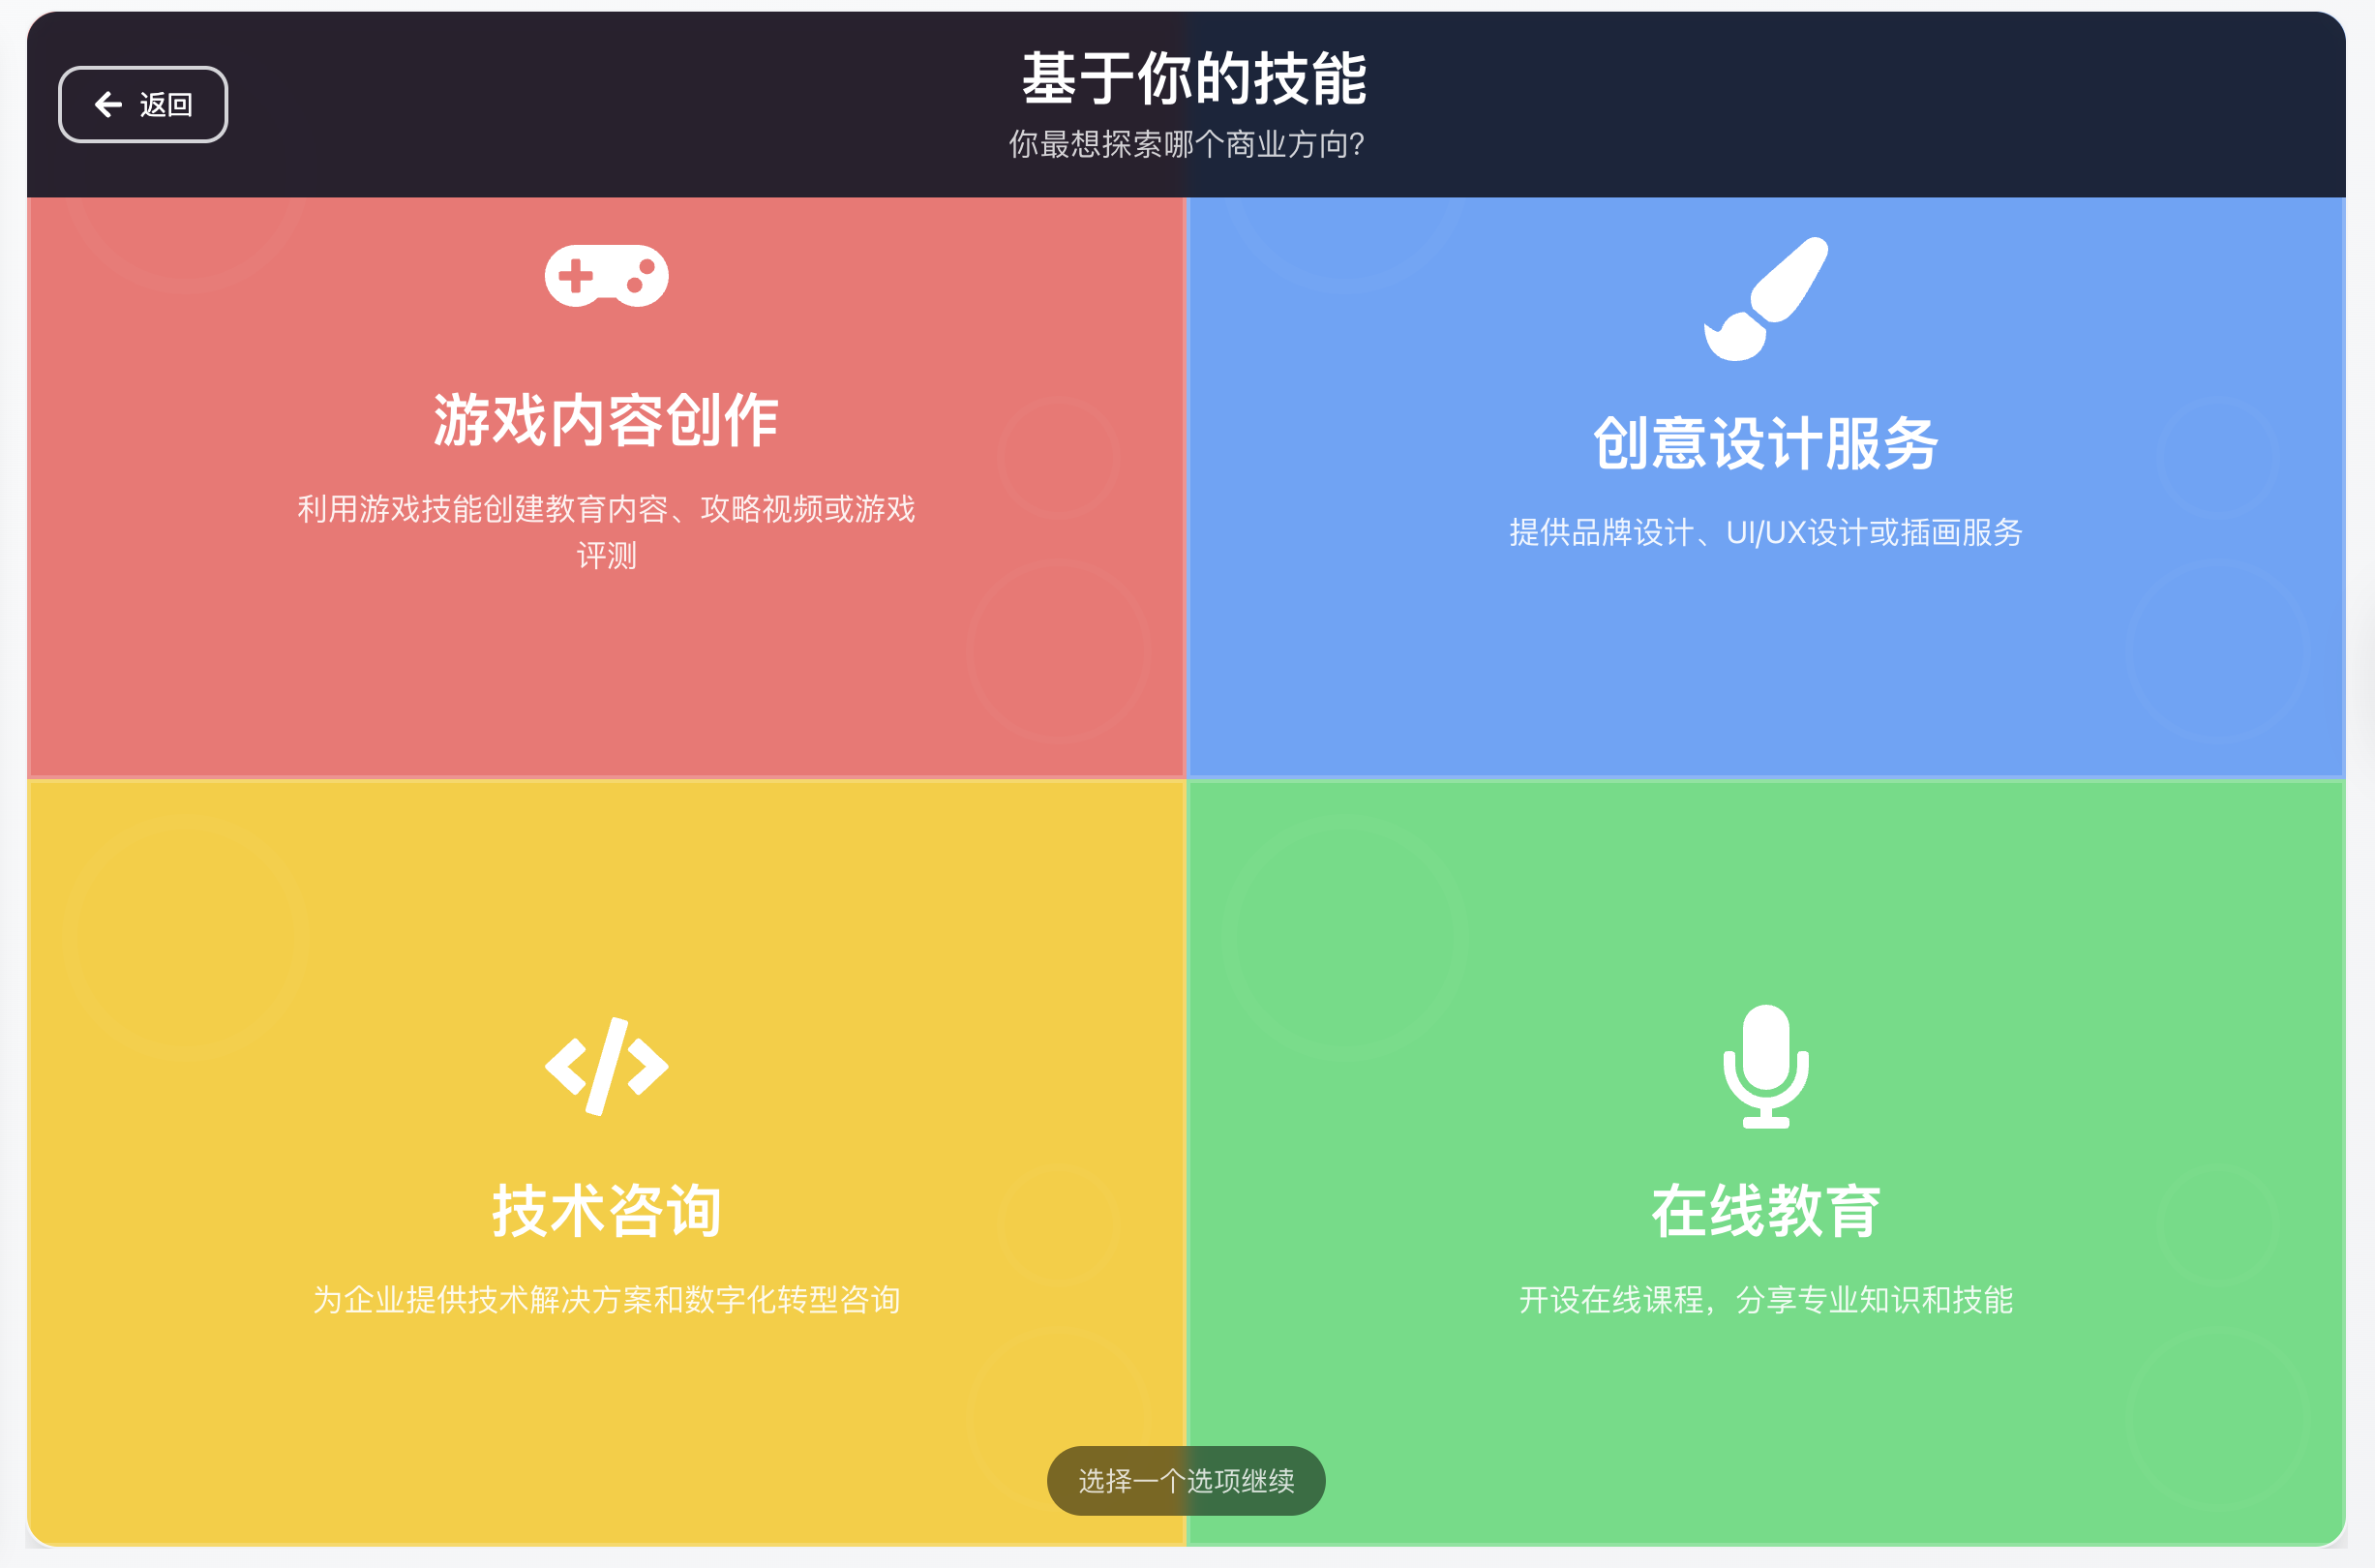 基于你的技能
返回
你最想探索哪个商业方向?
游戏内容创作
利用游戏技能创建教育内容、攻略视频或游戏
评测
创意设计服务
提供品牌设计、UI/UX设计或插画服务
技术咨询
为企业提供技术解决方案和数字化转型咨询
在线教育
开设在线课程，分享专业知识和技能
选择一个选项继续